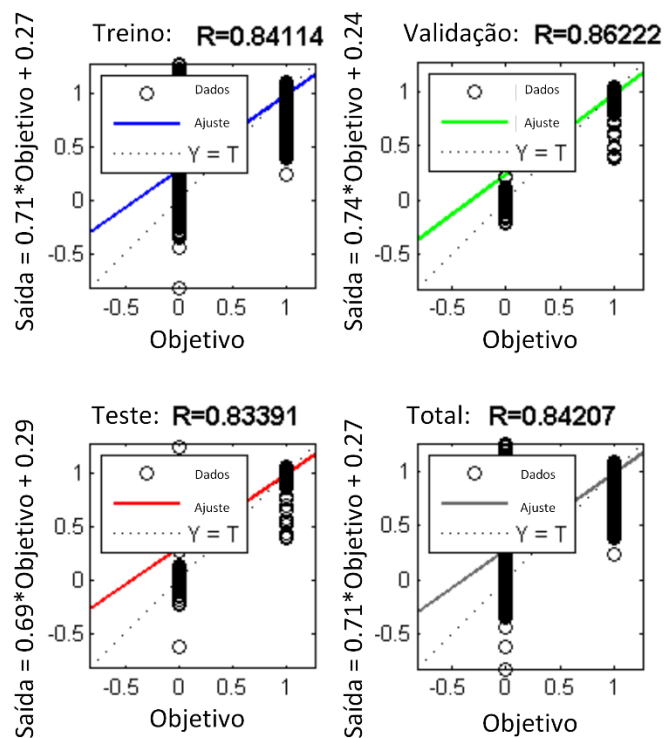 Treino: R=0.84114
Saída = 0.71*Objetivo + 0.27
Dados
Ajuste
Y = T
1
0.5
0
-0.5
-0.5 0 0.5 1
Objetivo
Validação: R=0.86222
Saída = 0.74*Objetivo + 0.24
Dados
Ajuste
Y = T
1
0.5
0
-0.5
-0.5 0 0.5 1
Objetivo
Teste: R=0.83391
Saída = 0.69*Objetivo + 0.29
Dados
Ajuste
Y = T
1
0.5
0
-0.5
-0.5 0 0.5 1
Objetivo
Total: R=0.84207
Saída = 0.71*Objetivo + 0.27
Dados
Ajuste
Y = T
1
0.5
0
-0.5
-0.5 0 0.5 1
Objetivo